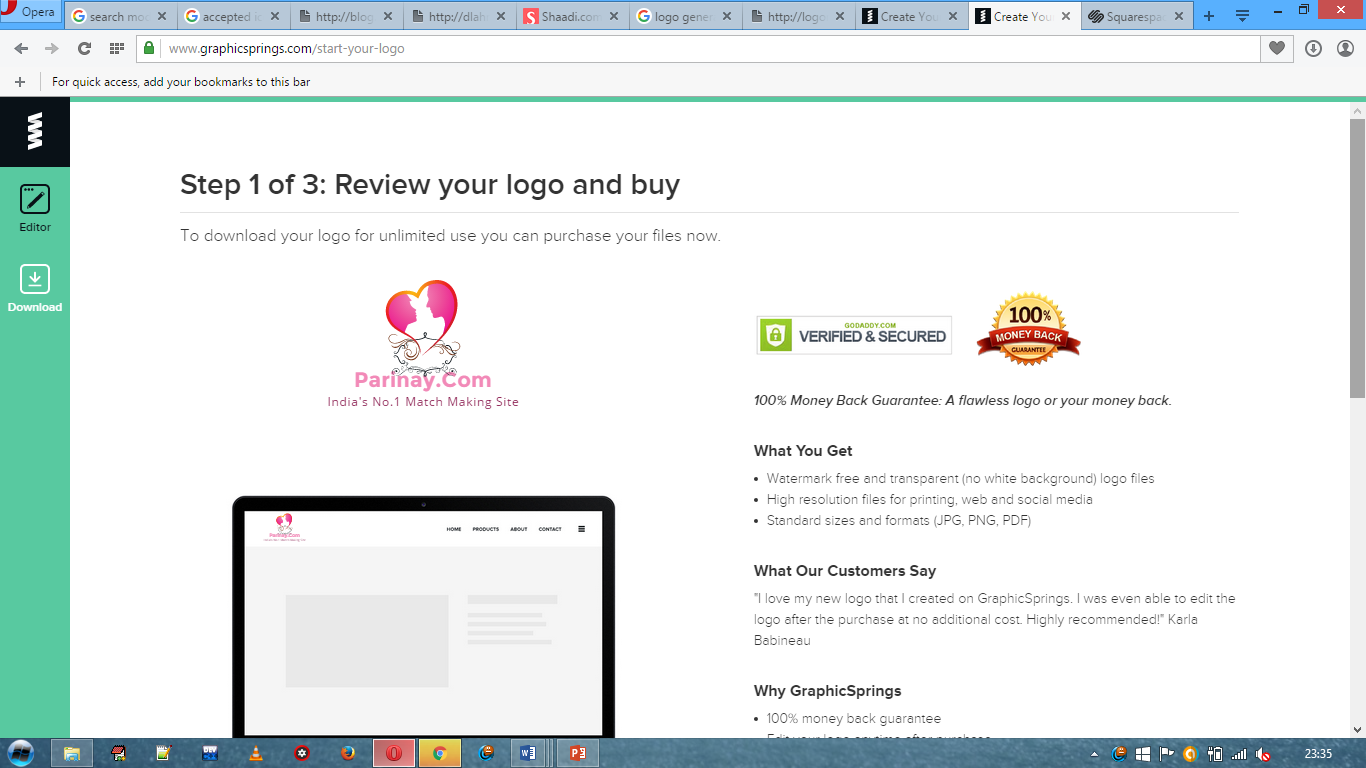 Opera
search mod
accepted ic
http://blog
http://dlah
Shaadi.com
logo gener
http://logo
Create You
Create You
Squarespa
www.graphicsprings.com/start-your-logo
For quick access, add your bookmarks to this bar
Editor
Download
Step 1 of 3: Review your logo and buy
To download your logo for unlimited use you can purchase your files now.
Parinay.Com
India's No.1 Match Making Site
GODADDY.COM
VERIFIED & SECURED
100%
MONEY BACK
GUARANTEE
100% Money Back Guarantee: A flawless logo or your money back.
What You Get
Watermark free and transparent (no white background) logo files
High resolution files for printing, web and social media
Standard sizes and formats (JPG, PNG, PDF)
What Our Customers Say
"I love my new logo that I created on GraphicSprings. I was even able to edit the
logo after the purchase at no additional cost. Highly recommended!" Karla
Babineau
Why GraphicSprings
100% money back guarantee
Parinay.Com
HOME PRODUCTS ABOUT CONTACT
23:35